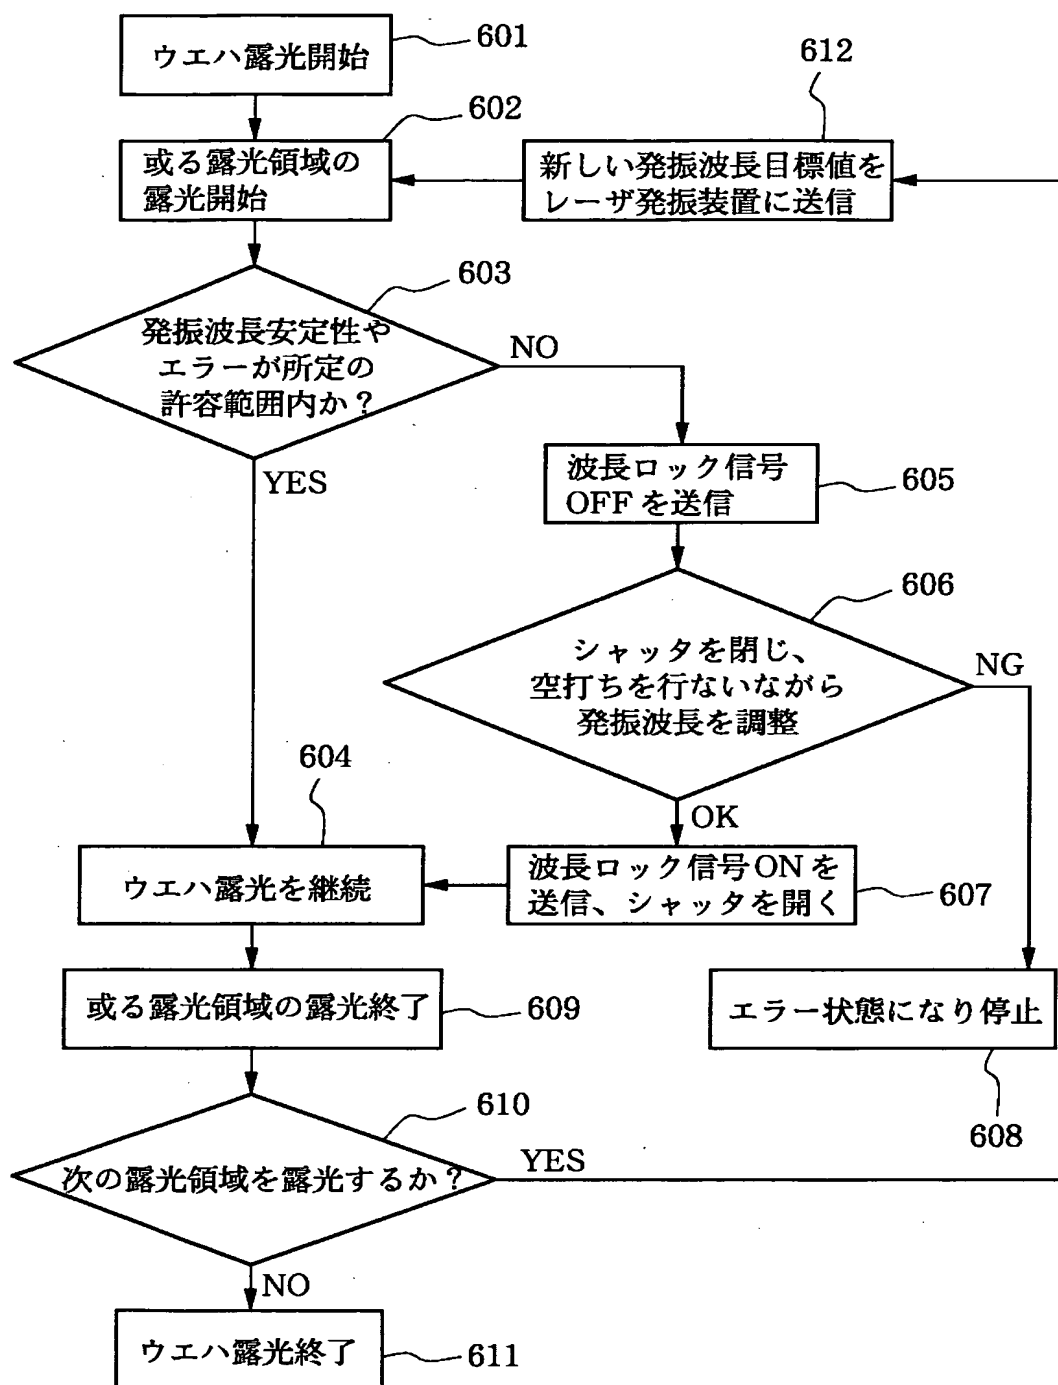 ウエハ露光開始
601
612
602
或る露光領域の
露光開始
新しい発振波長目標値を
レーザ発振装置に送信
603
発振波長安定性や
エラーが所定の
許容範囲内か？
NO
YES
波長ロック信号
OFFを送信
605
606
シャッタを閉じ、
空打ちを行ないながら
発振波長を調整
NG
604
OK
ウエハ露光を継続
波長ロック信号ONを
送信、シャッタを開く
607
或る露光領域の露光終了
609
エラー状態になり停止
608
610
次の露光領域を露光するか？
YES
NO
ウエハ露光終了
611